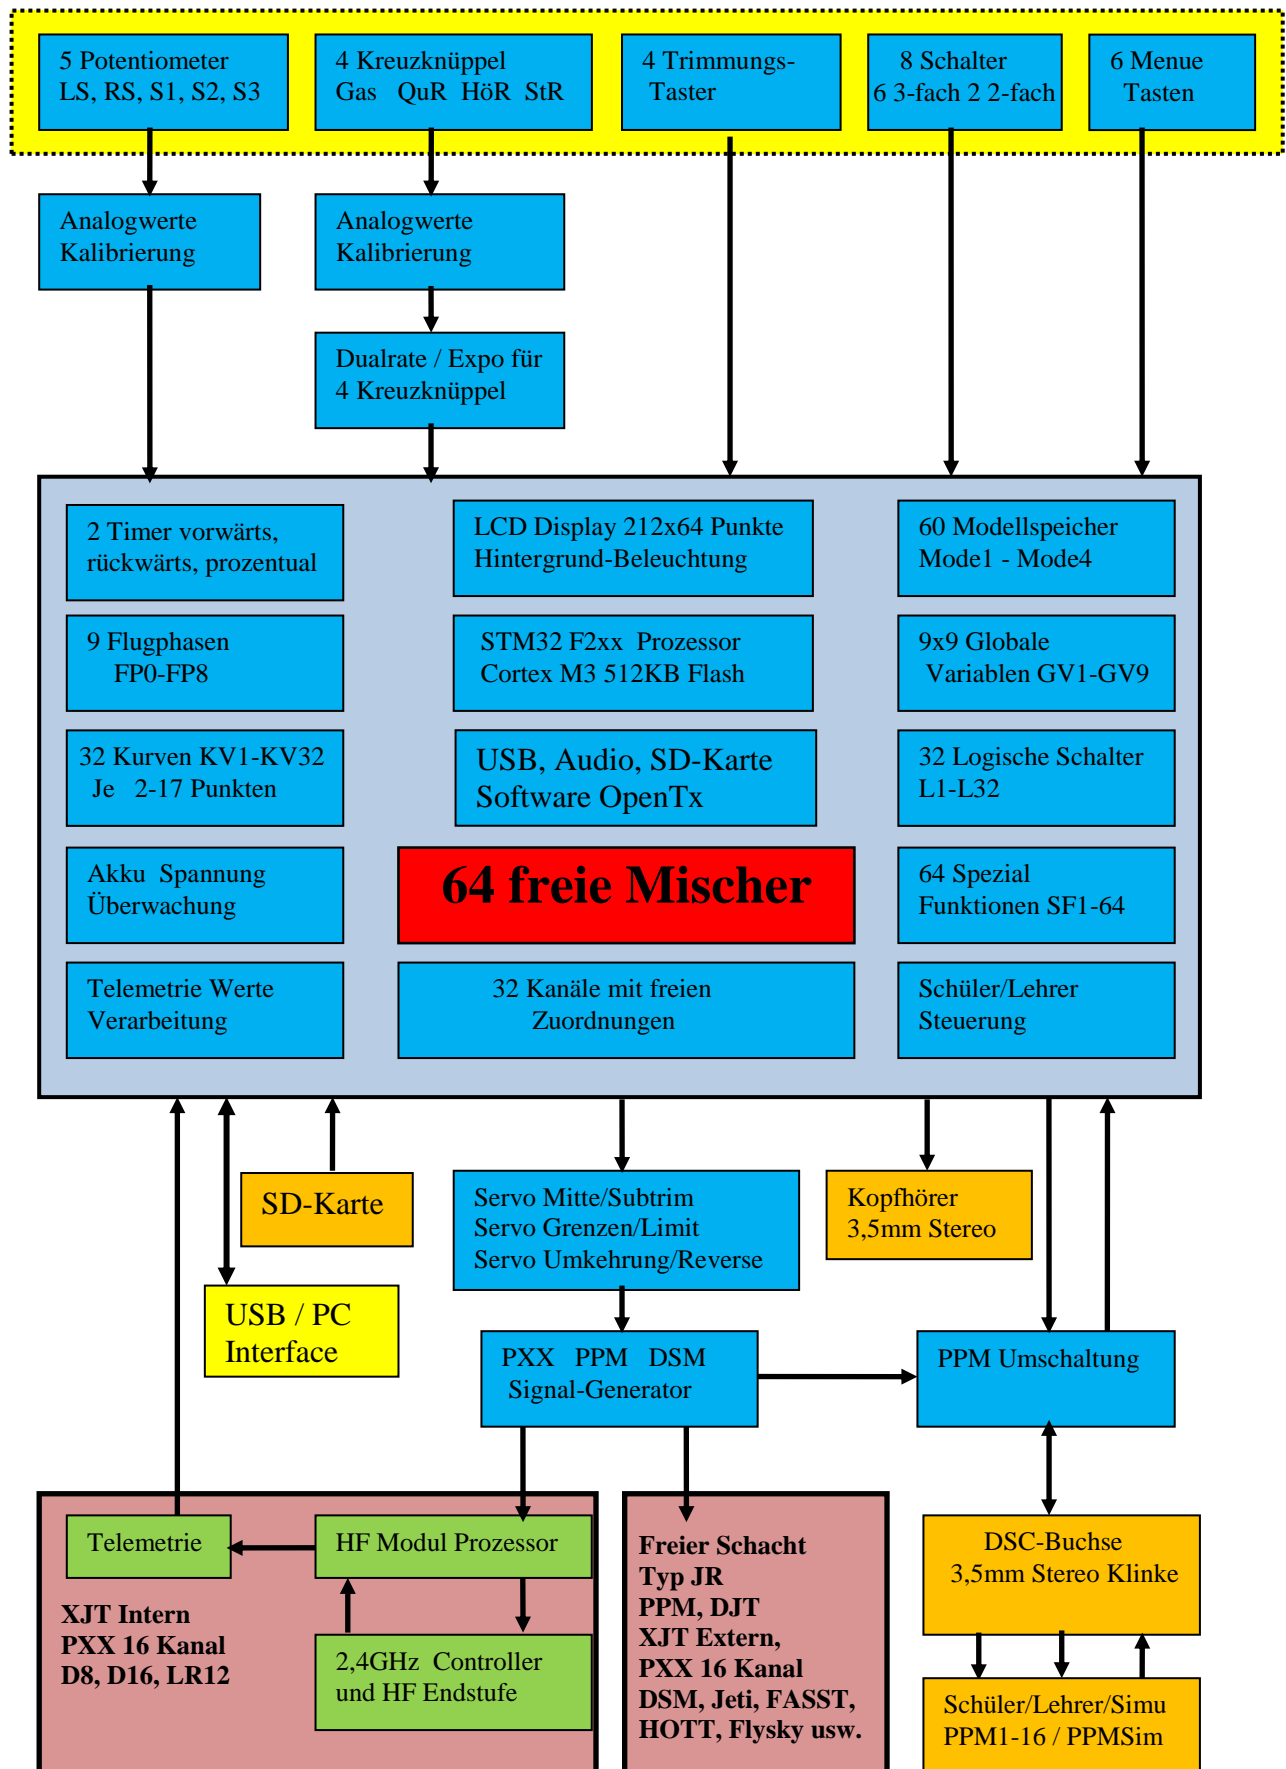 5 Potentiometer
LS, RS, S1, S2, S3
4 Kreuzknüppel
Gas QuR HöR StR
4 Trimmungs-
Taster
8 Schalter
6 3-fach 2 2-fach
6 Menue
Tasten
Analogwerte
Kalibrierung
Analogwerte
Kalibrierung
Dualrate / Expo für
4 Kreuzknüppel
2 Timer vorwärts,
rückwärts, prozentual
LCD Display 212x64 Punkte
Hintergrund-Beleuchtung
60 Modellspeicher
Mode1 - Mode4
9 Flugphasen
FP0-FP8
STM32 F2xx Prozessor
Cortex M3 512KB Flash
9x9 Globale
Variablen GV1-GV9
32 Kurven KV1-KV32
Je 2-17 Punkten
USB, Audio, SD-Karte
Software OpenTx
32 Logische Schalter
L1-L32
Akku Spannung
Überwachung
64 freie Mischer
64 Spezial
Funktionen SF1-64
Telemetrie Werte
Verarbeitung
32 Kanäle mit freien
Zuordnungen
Schüler/Lehrer
Steuerung
SD-Karte
Servo Mitte/Subtrim
Servo Grenzen/Limit
Servo Umkehrung/Reverse
Kopfhörer
3,5mm Stereo
USB / PC
Interface
PXX PPM DSM
Signal-Generator
PPM Umschaltung
Telemetrie
HF Modul Prozessor
XJT Intern
PXX 16 Kanal
D8, D16, LR12
2,4GHz Controller
und HF Endstufe
Freier Schacht
Typ JR
PPM, DJT
XJT Extern,
PXX 16 Kanal
DSM, Jeti, FASST,
HOTT, Flysky usw.
DSC-Buchse
3,5mm Stereo Klinke
Schüler/Lehrer/Simu
PPM1-16 / PPMSim